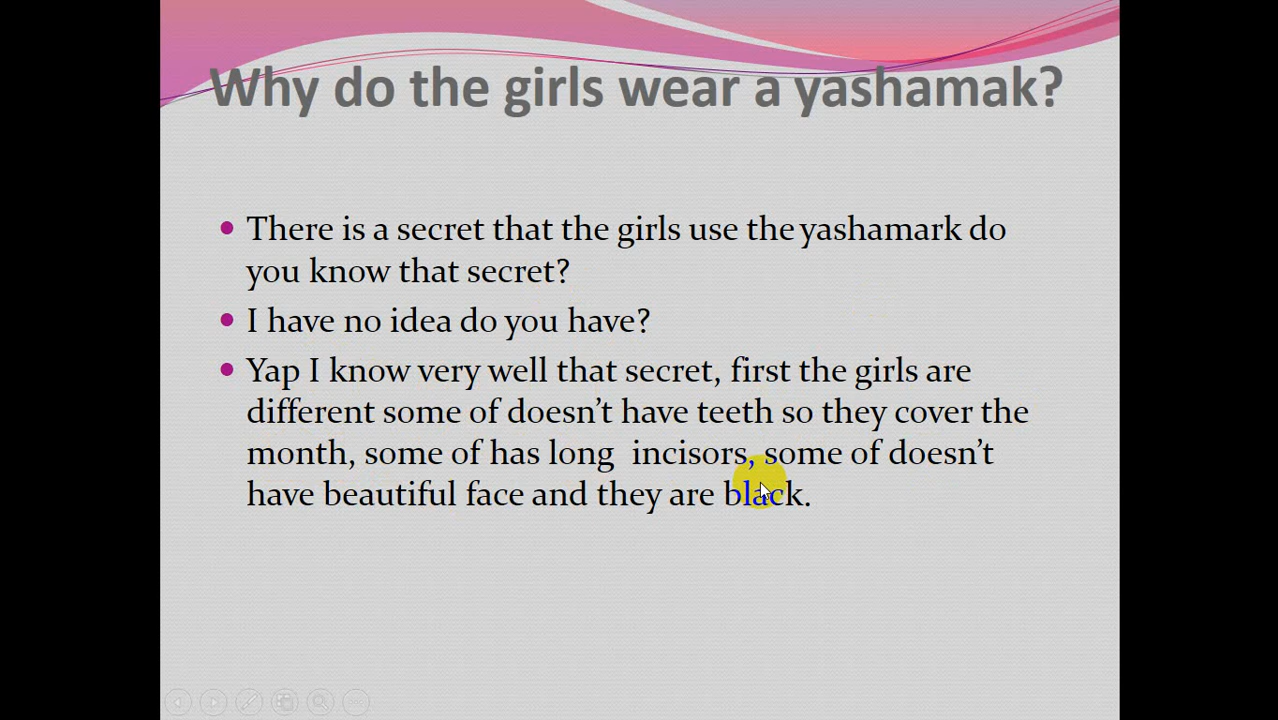 Why do the girls wear a yashamak?
There is a secret that the girls use the yashamark do
you know that secret?
I have no idea do you have?
Yap I know very well that secret, first the girls are
different some of doesn't have teeth so they cover the
month, some of has long incisors, some of doesn't
have beautiful face and they are black.